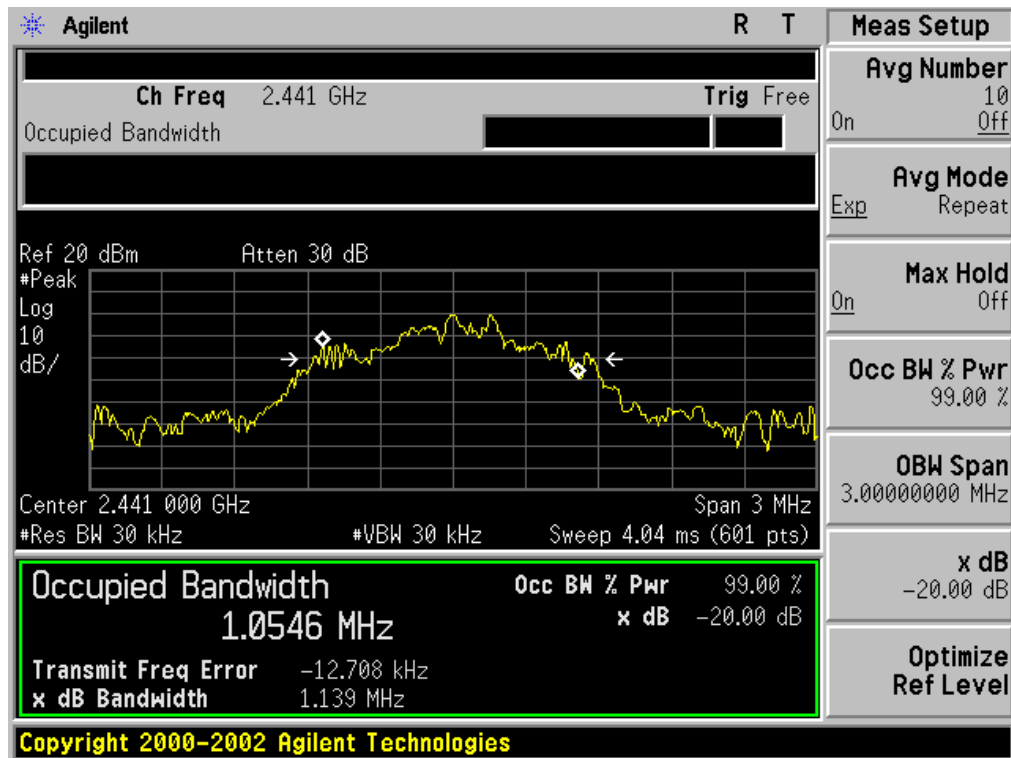 Agilent R T
Ch Freq 2.441 GHz Trig Free
Occupied Bandwidth
Ref 20 dBm Atten 30 dB
#Peak
Log
10
dB/
Center 2.441 000 GHz Span 3 MHz
#Res BW 30 kHz #VBW 30 kHz Sweep 4.04 ms (601 pts)
Occupied Bandwidth Occ BW % Pwr 99.00 %
1.0546 MHz x dB -20.00 dB
Transmit Freq Error -12.708 kHz
x dB Bandwidth 1.139 MHz
Copyright 2000-2002 Agilent Technologies
Meas Setup
Avg Number
10
On Off
Avg Mode
Exp Repeat
Max Hold
On Off
Occ BW % Pwr
99.00 %
OBW Span
3.00000000 MHz
x dB
-20.00 dB
Optimize
Ref Level